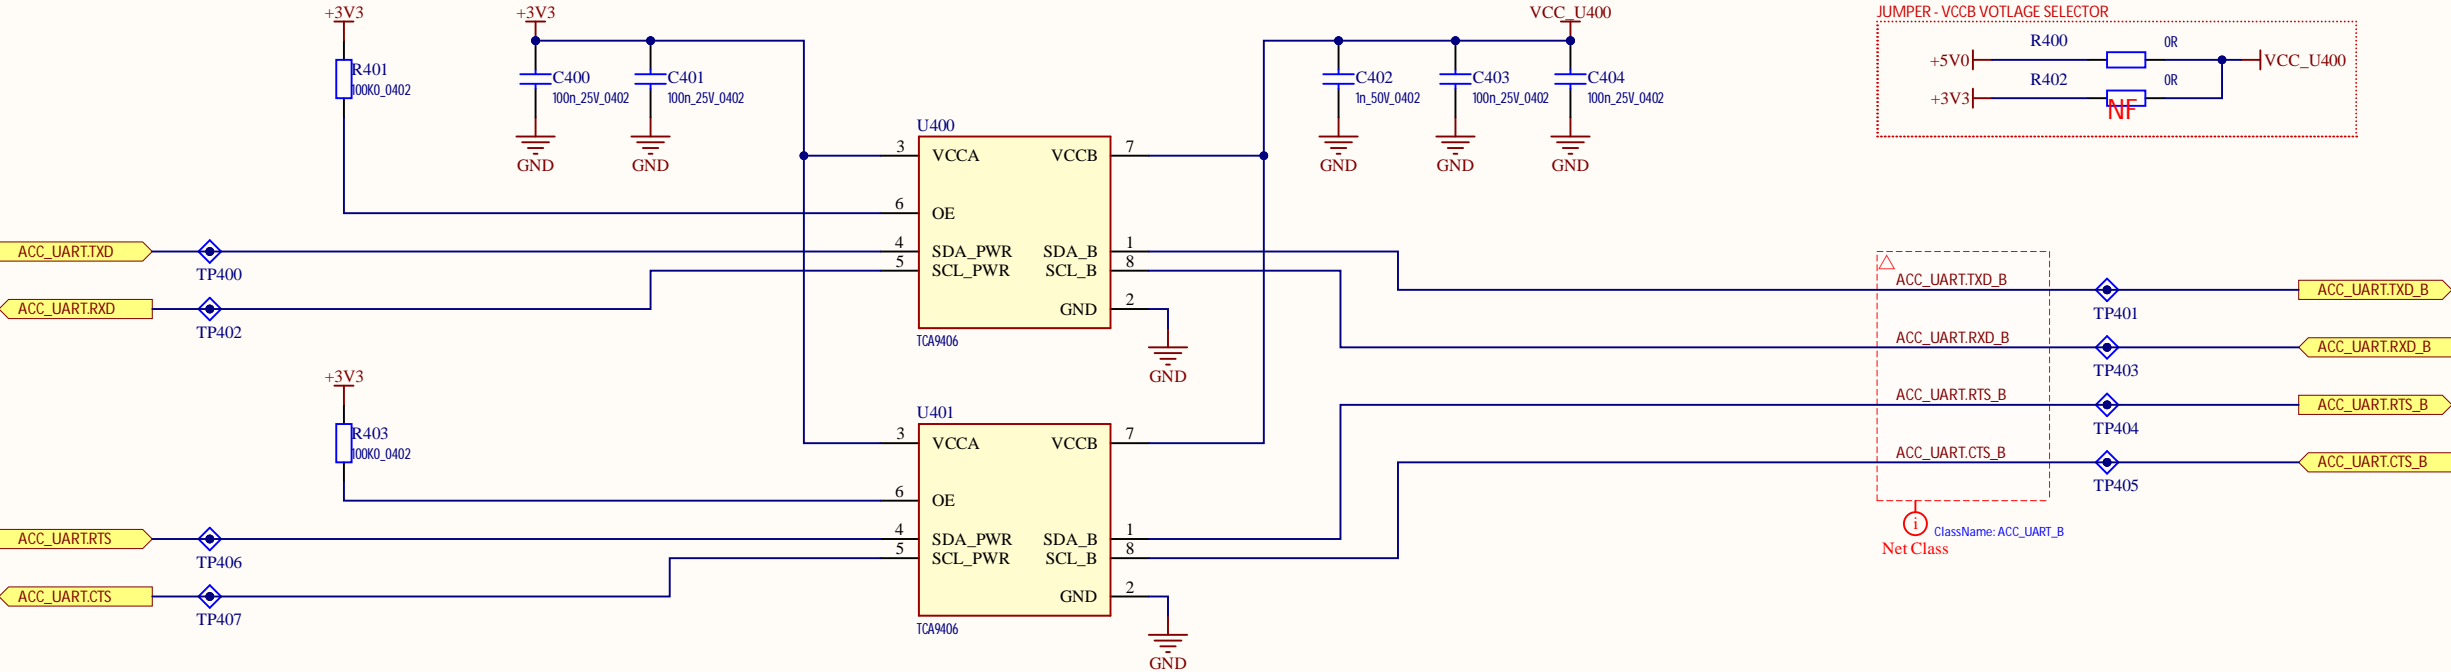 +3V3
+3V3
VCC_U400
JUMPER - VCCB VOTLAGE SELECTOR
R401
100K0_0402
C400
100n_25V_0402
C401
100n_25V_0402
C402
1n_50V_0402
C403
100n_25V_0402
C404
100n_25V_0402
R400
0R
+5V0
VCC_U400
R402
0R
+3V3
NF
GND
GND
GND
GND
GND
U400
3
VCCA
VCCB
7
6
OE
4
SDA_PWR
SDA_B
1
5
SCL_PWR
SCL_B
8
GND
2
TCA9406
GND
ACC_UART.TXD
TP400
ACC_UART.RXD
TP402
ACC_UART.TXD_B
TP401
ACC_UART.TXD_B
ACC_UART.RXD_B
TP403
ACC_UART.RXD_B
ACC_UART.RTS_B
TP404
ACC_UART.RTS_B
ACC_UART.CTS_B
TP405
ACC_UART.CTS_B
i
ClassName: ACC_UART_B
Net Class
+3V3
R403
100K0_0402
U401
3
VCCA
VCCB
7
6
OE
4
SDA_PWR
SDA_B
1
5
SCL_PWR
SCL_B
8
GND
2
TCA9406
GND
ACC_UART.RTS
TP406
ACC_UART.CTS
TP407